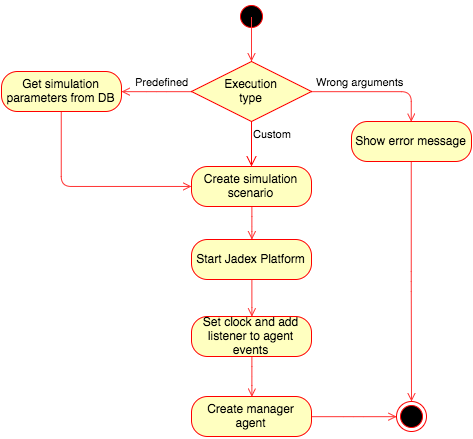 Predefined
Wrong arguments
Execution
type
Get simulation
parameters from DB
Custom
Show error message
Create simulation
scenario
Start Jadex Platform
Set clock and add
listener to agent
events
Create manager
agent